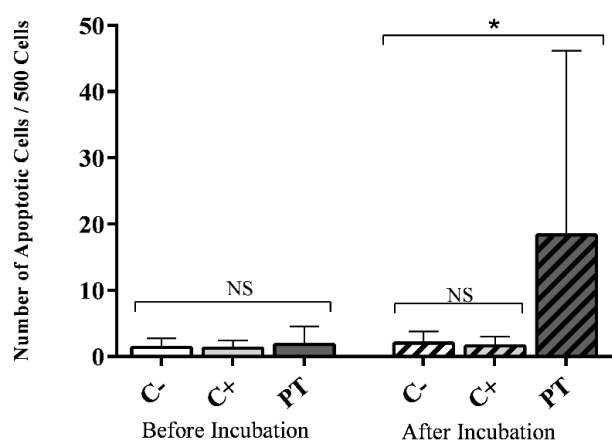 Number of Apoptotic Cells / 500 Cells
50
40
30
20
10
0
*
NS
NS
C-
C+
PT
C-
C+
PT
Before Incubation
After Incubation